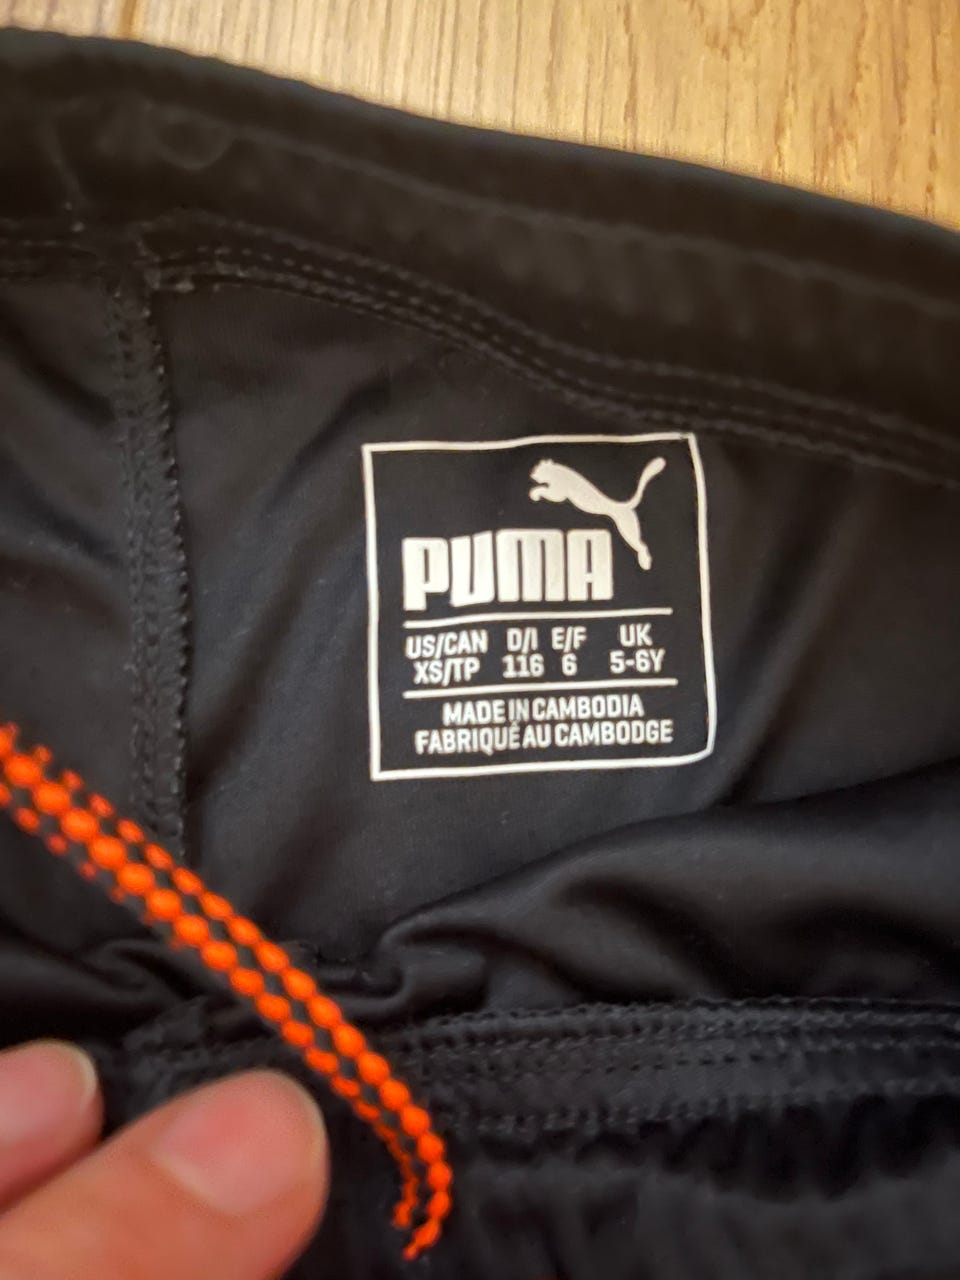 PUMA
US/CAN D/I E/F UK
XS/TP 116 6 5-6Y
MADE IN CAMBODIA
FABRIQUÉ AU CAMBODGE